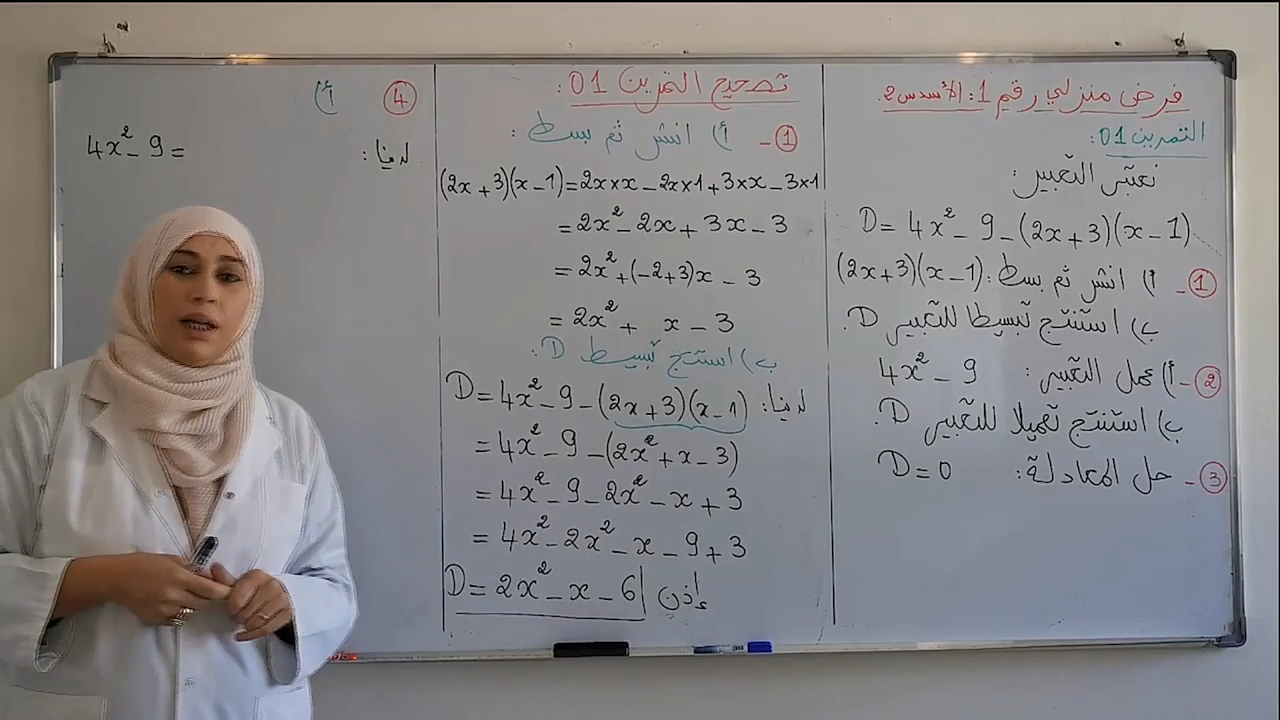 فرض منزلي رقم 1: الأسدس 2.
التمرين 01:
نعتبر التعبير:
D = 4x² - 9 - (2x + 3)(x - 1)
① - أ) انشر ثم بسط: (2x + 3)(x - 1)
ب) استنتج تبسيطا للتعبير D.
② - أ) عمل التعبير: 4x² - 9
ب) استنتج تعميلا للتعبير D.
③ - حل المعادلة: D = 0
تصحيح التمرين 01:
① - أ) انشر ثم بسط:
(2x + 3)(x - 1) = 2x × x - 2x × 1 + 3 × x - 3 × 1
= 2x² - 2x + 3x - 3
= 2x² + (-2 + 3)x - 3
= 2x² + x - 3
ب) استنتج تبسيط D:
لدينا: D = 4x² - 9 - (2x + 3)(x - 1)
= 4x² - 9 - (2x² + x - 3)
= 4x² - 9 - 2x² - x + 3
= 4x² - 2x² - x - 9 + 3
إذن D = 2x² - x - 6
④ أ)
لدينا:
4x² - 9 =